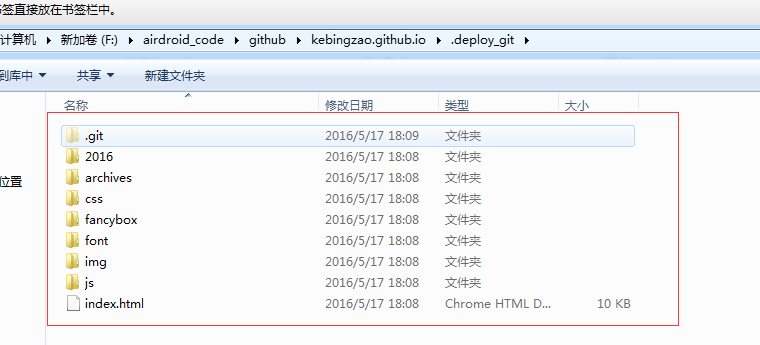 签直接放在书签栏中。
计算机 ▸ 新加卷 (F:) ▸ airdroid_code ▸ github ▸ kebingzao.github.io ▸ .deploy_git ▸
到库中 ▼ 共享 ▼ 新建文件夹
名称 修改日期 类型 大小
.git 2016/5/17 18:09 文件夹
2016 2016/5/17 18:08 文件夹
位置
archives 2016/5/17 18:08 文件夹
css 2016/5/17 18:08 文件夹
fancybox 2016/5/17 18:08 文件夹
font 2016/5/17 18:08 文件夹
img 2016/5/17 18:08 文件夹
js 2016/5/17 18:08 文件夹
index.html 2016/5/17 18:08 Chrome HTML D... 10 KB